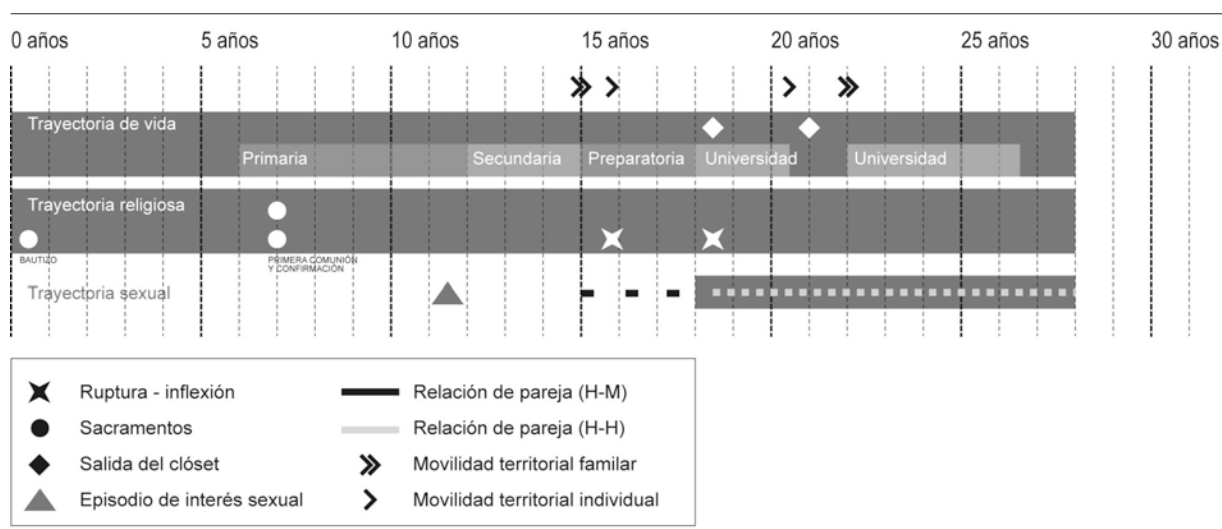 0 años 5 años 10 años 15 años 20 años 25 años 30 años
Trayectoria de vida
Primaria Secundaria Preparatoria Universidad Universidad
Trayectoria religiosa
BAUTIZO PRIMERA COMUNIÓN
Y CONFIRMACIÓN
Trayectoria sexual
Ruptura - inflexión
Sacramentos
Salida del clóset
Episodio de interés sexual
Relación de pareja (H-M)
Relación de pareja (H-H)
Movilidad territorial familar
Movilidad territorial individual